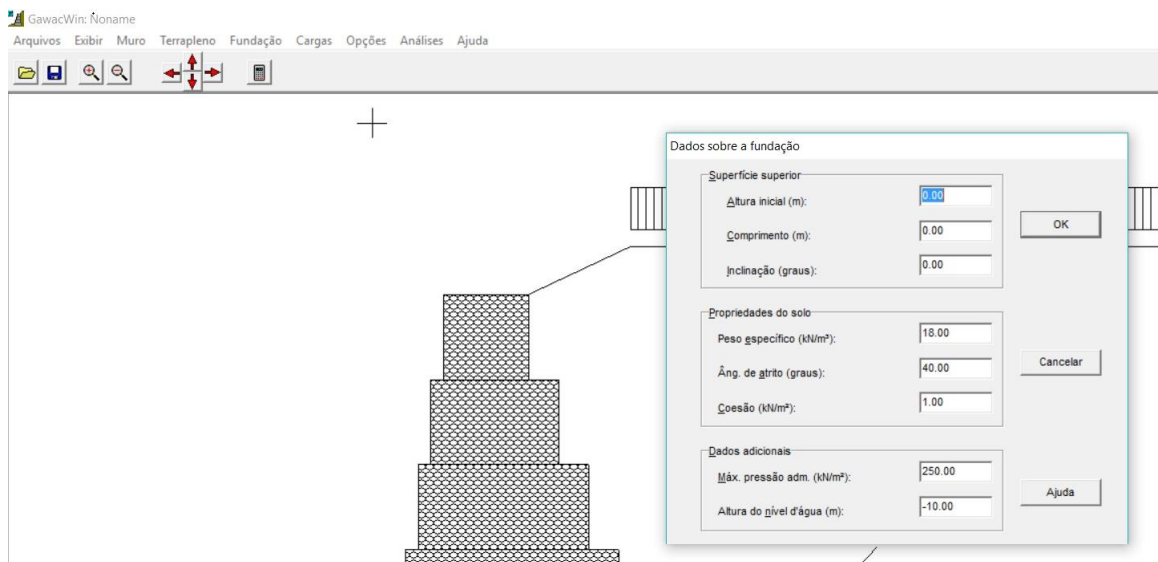 GawacWin: Noname
Arquivos Exibir Muro Terrapleno Fundação Cargas Opções Análises Ajuda
Dados sobre a fundação
Superfície superior
Altura inicial (m): 0.00
Comprimento (m): 0.00
Inclinação (graus): 0.00
OK
Propriedades do solo
Peso específico (kN/m³): 18.00
Âng. de atrito (graus): 40.00
Coesão (kN/m²): 1.00
Cancelar
Dados adicionais
Máx. pressão adm. (kN/m²): 250.00
Altura do nível d'água (m): -10.00
Ajuda